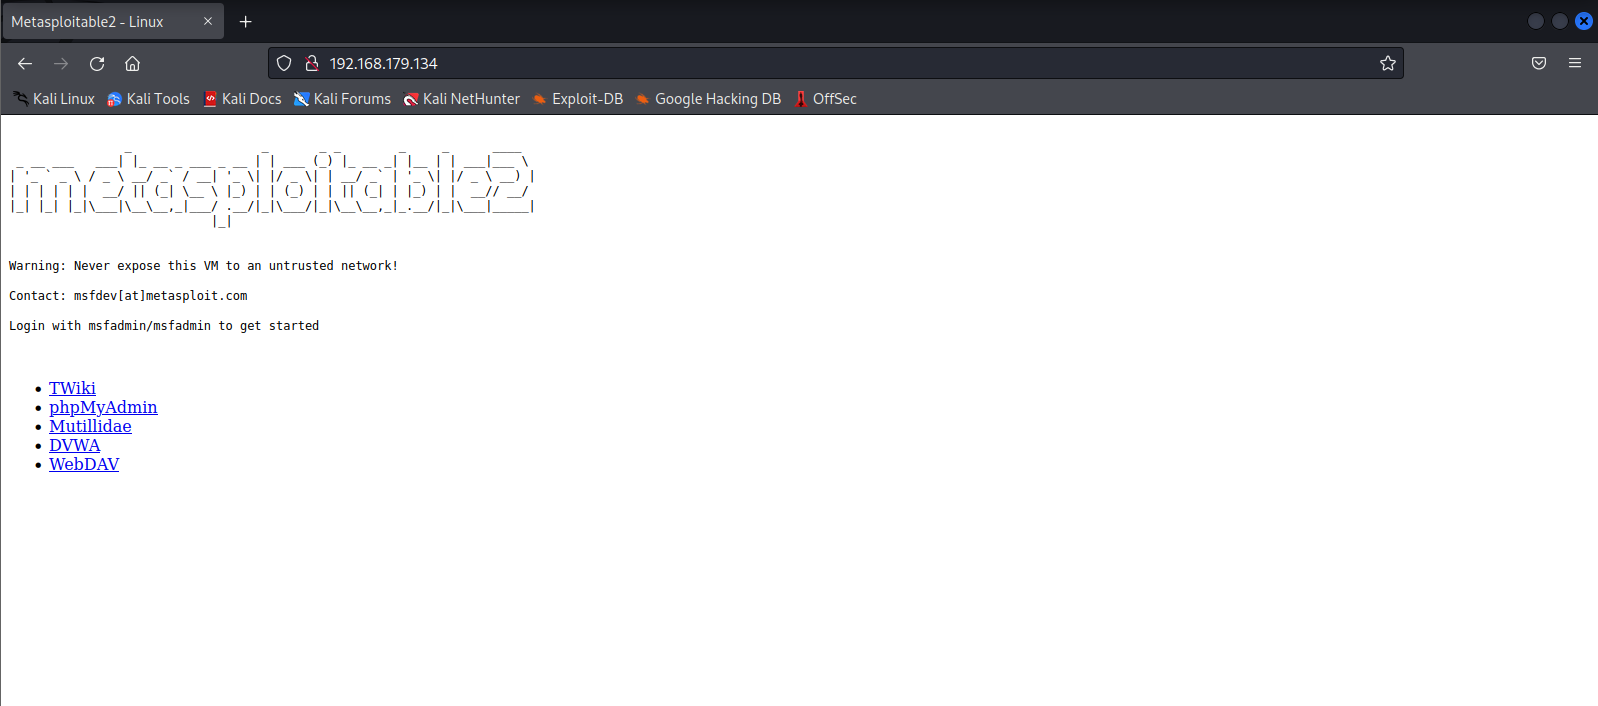 Metasploitable2 - Linux
192.168.179.134
Kali Linux Kali Tools Kali Docs Kali Forums Kali NetHunter Exploit-DB Google Hacking DB OffSec
metasploitable2
Warning: Never expose this VM to an untrusted network!
Contact: msfdev[at]metasploit.com
Login with msfadmin/msfadmin to get started
TWiki
phpMyAdmin
Mutillidae
DVWA
WebDAV